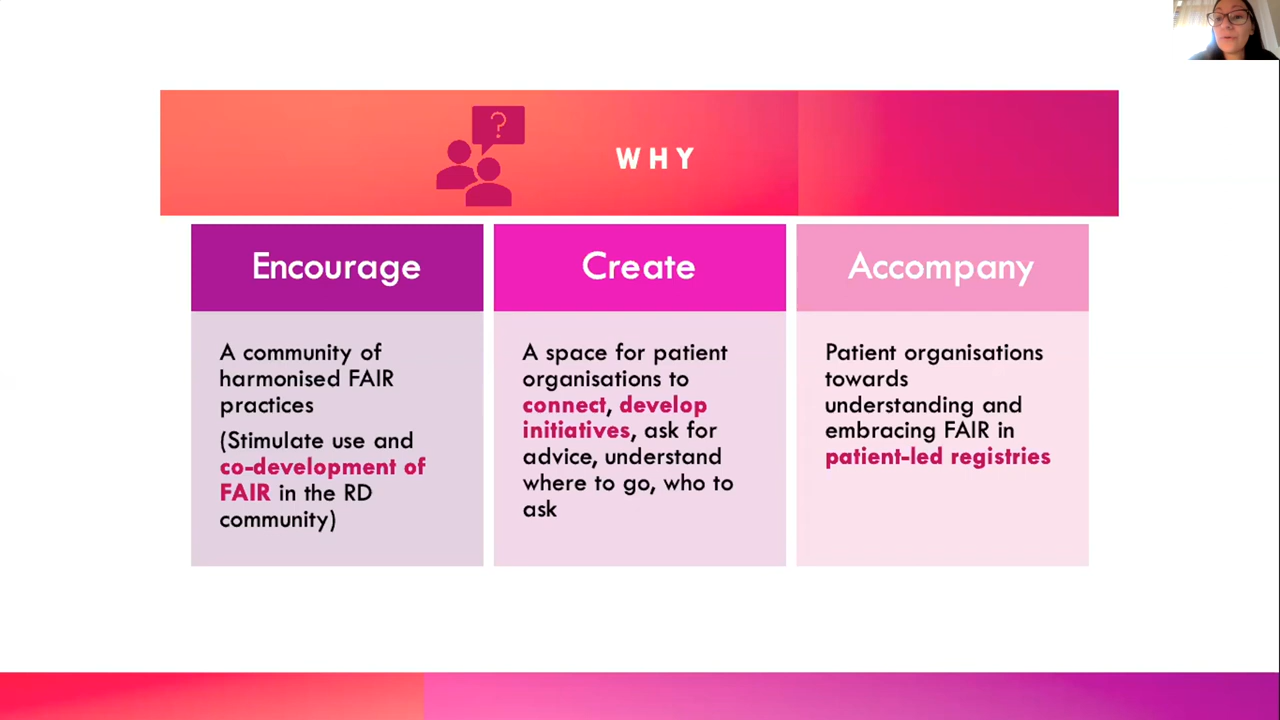 ?
WHY
Encourage
A community of
harmonised FAIR
practices
(Stimulate use and
co-development of
FAIR in the RD
community)
Create
A space for patient
organisations to
connect, develop
initiatives, ask for
advice, understand
where to go, who to
ask
Accompany
Patient organisations
towards
understanding and
embracing FAIR in
patient-led registries